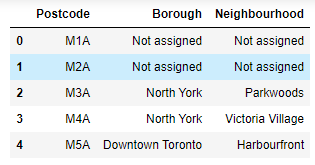 Postcode Borough Neighbourhood
0 M1A Not assigned Not assigned
1 M2A Not assigned Not assigned
2 M3A North York Parkwoods
3 M4A North York Victoria Village
4 M5A Downtown Toronto Harbourfront